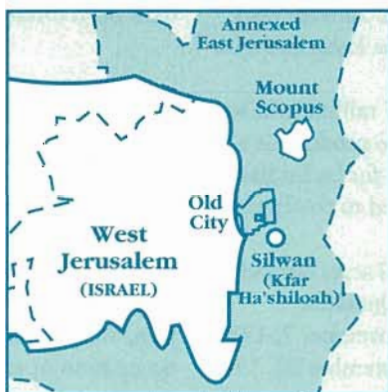 Annexed
East Jerusalem
Mount
Scopus
Old
City
West
Jerusalem
(ISRAEL)
Silwan
(Kfar
Ha'shiloah)